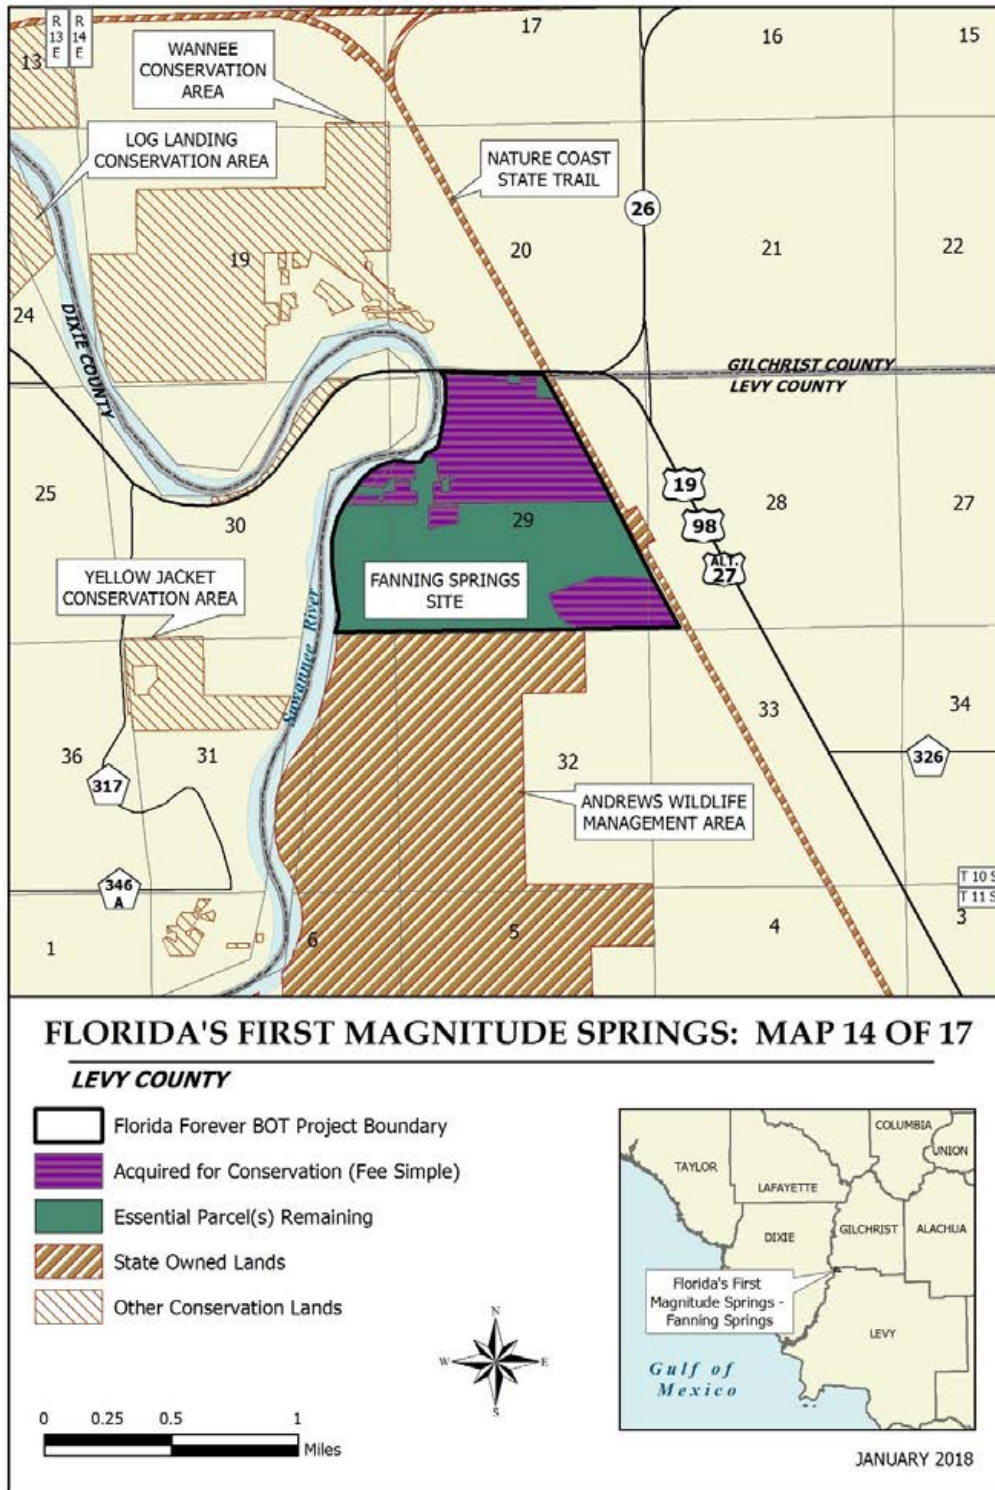 R
13
E
R
14
E
17
16
15
13
WANNEE
CONSERVATION
AREA
LOG LANDING
CONSERVATION AREA
NATURE COAST
STATE TRAIL
26
19
20
21
22
24
DIXIE COUNTY
GILCHRIST COUNTY
LEVY COUNTY
25
30
29
19
98
ALT.
27
28
27
YELLOW JACKET
CONSERVATION AREA
FANNING SPRINGS
SITE
Suwannee River
36
31
32
33
34
317
326
ANDREWS WILDLIFE
MANAGEMENT AREA
346
A
T 10 S
T 11 S
1
6
5
4
3
FLORIDA'S FIRST MAGNITUDE SPRINGS: MAP 14 OF 17
LEVY COUNTY
Florida Forever BOT Project Boundary
Acquired for Conservation (Fee Simple)
Essential Parcel(s) Remaining
State Owned Lands
Other Conservation Lands
N
W
E
S
0 0.25 0.5 1
Miles
COLUMBIA
UNION
TAYLOR
LAFAYETTE
DIXIE
GILCHRIST
ALACHUA
Florida's First
Magnitude Springs -
Fanning Springs
LEVY
Gulf of
Mexico
JANUARY 2018